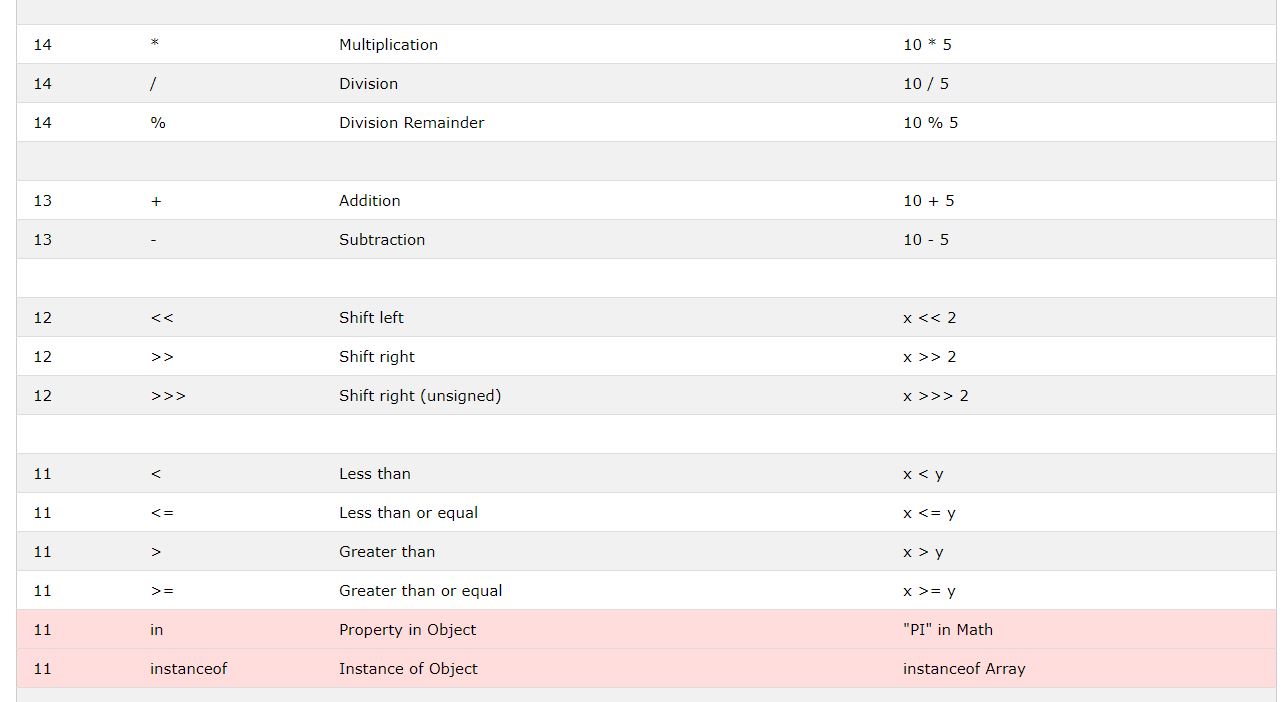 14 * Multiplication 10 * 5
14 / Division 10 / 5
14 % Division Remainder 10 % 5
13 + Addition 10 + 5
13 - Subtraction 10 - 5
12 << Shift left x << 2
12 >> Shift right x >> 2
12 >>> Shift right (unsigned) x >>> 2
11 < Less than x < y
11 <= Less than or equal x <= y
11 > Greater than x > y
11 >= Greater than or equal x >= y
11 in Property in Object "PI" in Math
11 instanceof Instance of Object instanceof Array